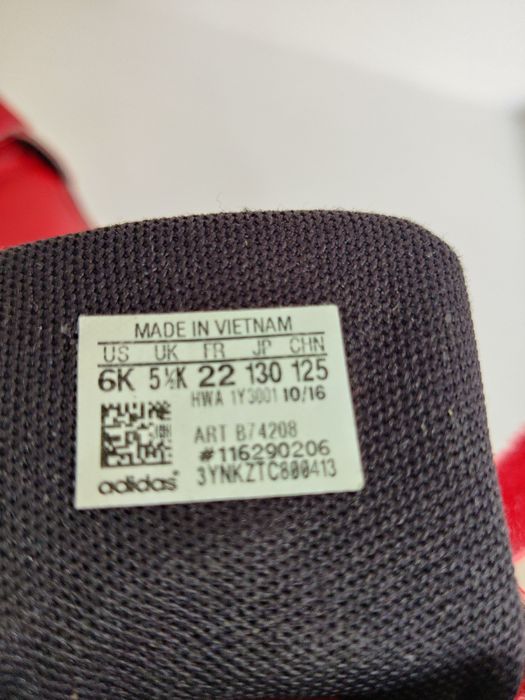 MADE IN VIETNAM
US UK FR JP CHN
6K 5½K 22 130 125
HWA 1Y3001 10/16
ART B74208
#116290206
3YNKZTC800413
adidas